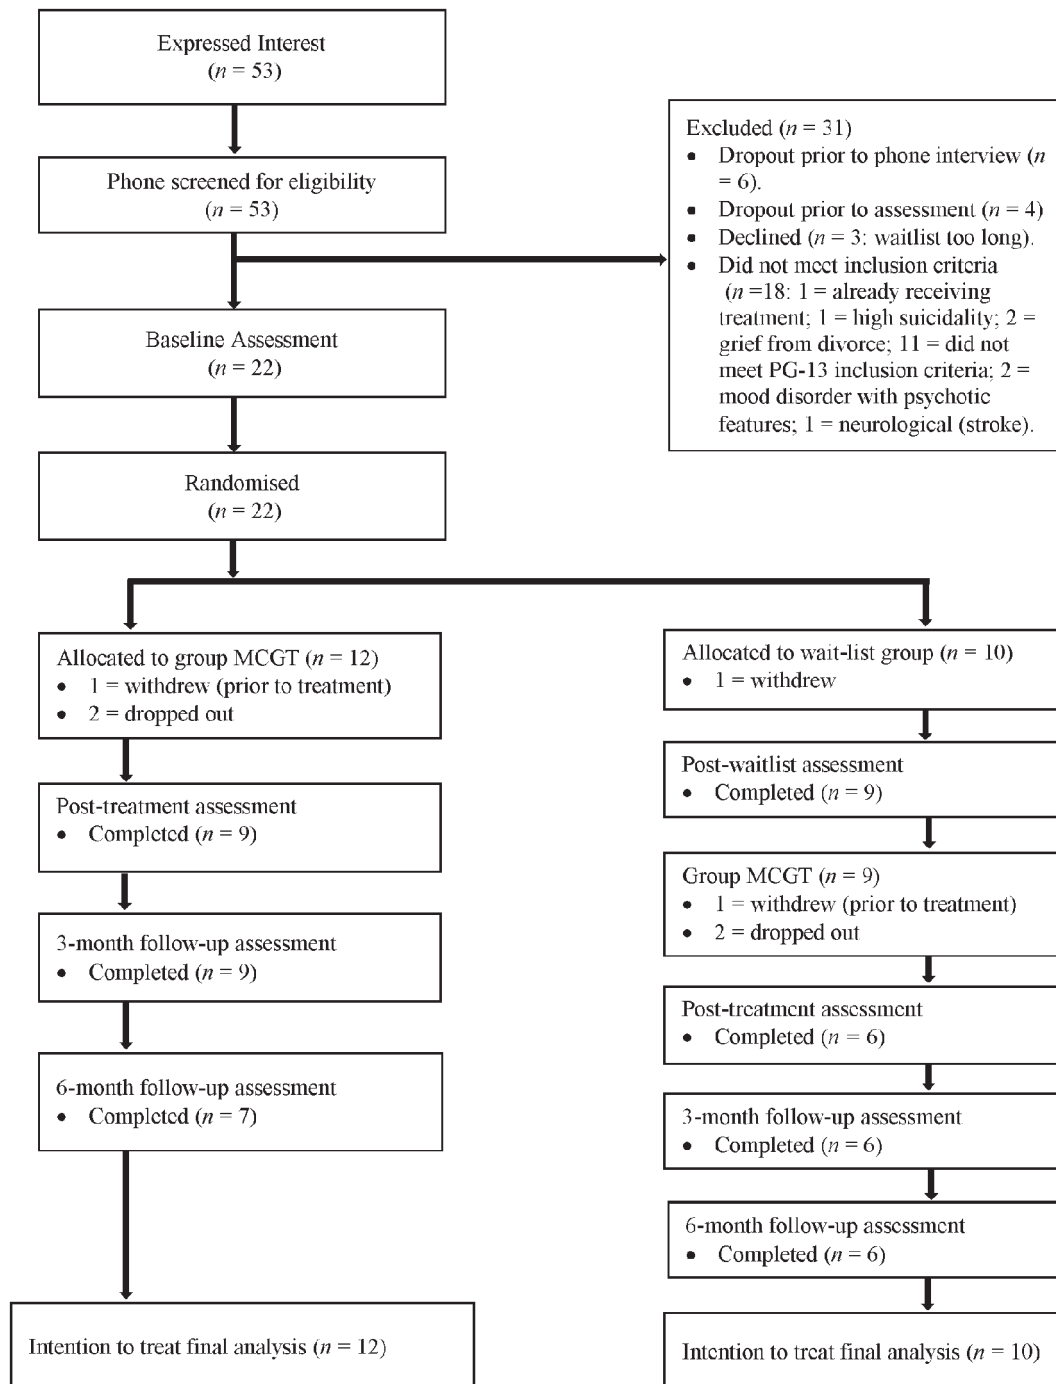 Expressed Interest
(n = 53)
Phone screened for eligibility
(n = 53)
Excluded (n = 31)
• Dropout prior to phone interview (n
= 6).
• Dropout prior to assessment (n = 4)
• Declined (n = 3: waitlist too long).
• Did not meet inclusion criteria
(n =18: 1 = already receiving
treatment; 1 = high suicidality; 2 =
grief from divorce; 11 = did not
meet PG-13 inclusion criteria; 2 =
mood disorder with psychotic
features; 1 = neurological (stroke).
Baseline Assessment
(n = 22)
Randomised
(n = 22)
Allocated to group MCGT (n = 12)
• 1 = withdrew (prior to treatment)
• 2 = dropped out
Post-treatment assessment
• Completed (n = 9)
3-month follow-up assessment
• Completed (n = 9)
6-month follow-up assessment
• Completed (n = 7)
Intention to treat final analysis (n = 12)
Allocated to wait-list group (n = 10)
• 1 = withdrew
Post-waitlist assessment
• Completed (n = 9)
Group MCGT (n = 9)
• 1 = withdrew (prior to treatment)
• 2 = dropped out
Post-treatment assessment
• Completed (n = 6)
3-month follow-up assessment
• Completed (n = 6)
6-month follow-up assessment
• Completed (n = 6)
Intention to treat final analysis (n = 10)